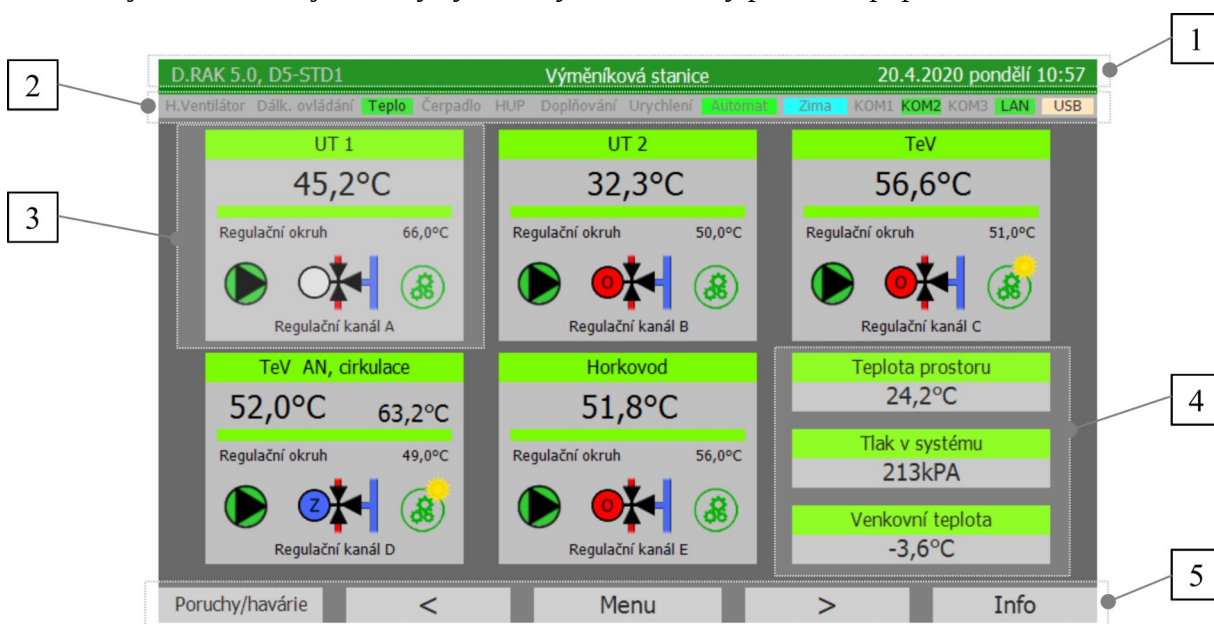 1
D.RAK 5.0, D5-STD1 Výměníková stanice 20.4.2020 pondělí 10:57
2
H.Ventilátor Dálk. ovládání Teplo Čerpadlo HUP Doplňování Urychlení Automat Zima KOM1 KOM2 KOM3 LAN USB
UT 1 UT 2 TeV
45,2°C 32,3°C 56,6°C
3
Regulační okruh 66,0°C Regulační okruh 50,0°C Regulační okruh 51,0°C
O O
Regulační kanál A Regulační kanál B Regulační kanál C
TeV AN, cirkulace Horkovod Teplota prostoru
52,0°C 63,2°C 51,8°C 24,2°C
4
Tlak v systému
Regulační okruh 49,0°C Regulační okruh 56,0°C 213kPA
Z O
Venkovní teplota
Regulační kanál D Regulační kanál E -3,6°C
5
Poruchy/havárie < Menu > Info